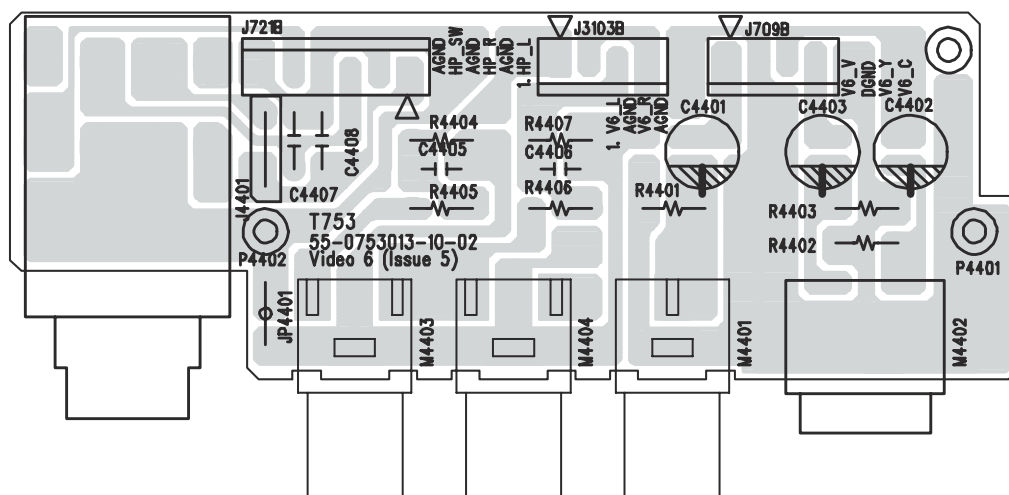 J721B
J3103B
J709B
AGND
HP_SW
AGND
HP_R
AGND
1. HP_L
1. V6_L
AGND
V6_R
AGND
V6_V
DGND
V6_Y
V6_C
C4401
C4403
C4402
R4404
R4407
C4408
C4405
C4406
C4407
R4405
R4406
R4401
J4401
R4403
R4402
T753
55-0753013-10-02
Video 6 (Issue 5)
P4402
P4401
JP4401
M4403
M4404
M4401
M4402